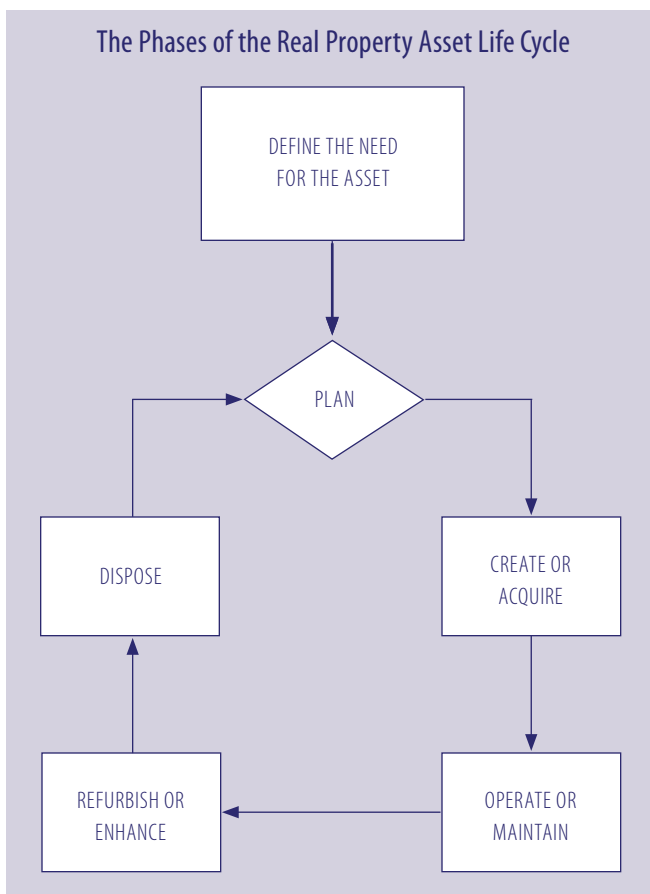 The Phases of the Real Property Asset Life Cycle
DEFINE THE NEED
FOR THE ASSET
PLAN
CREATE OR
ACQUIRE
OPERATE OR
MAINTAIN
REFURBISH OR
ENHANCE
DISPOSE